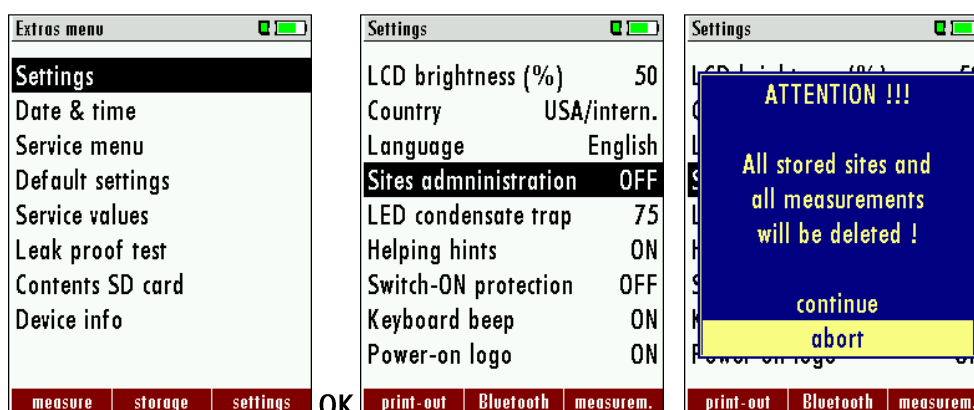 Extras menu
Settings
Date & time
Service menu
Default settings
Service values
Leak proof test
Contents SD card
Device info
measure storage settings
OK
Settings
LCD brightness (%) 50
Country USA/intern.
Language English
Sites admninistration OFF
LED condensate trap 75
Helping hints ON
Switch-ON protection OFF
Keyboard beep ON
Power-on logo ON
print-out Bluetooth measurem.
Settings
ATTENTION !!!
All stored sites and
all measurements
will be deleted !
continue
abort
print-out Bluetooth measurem